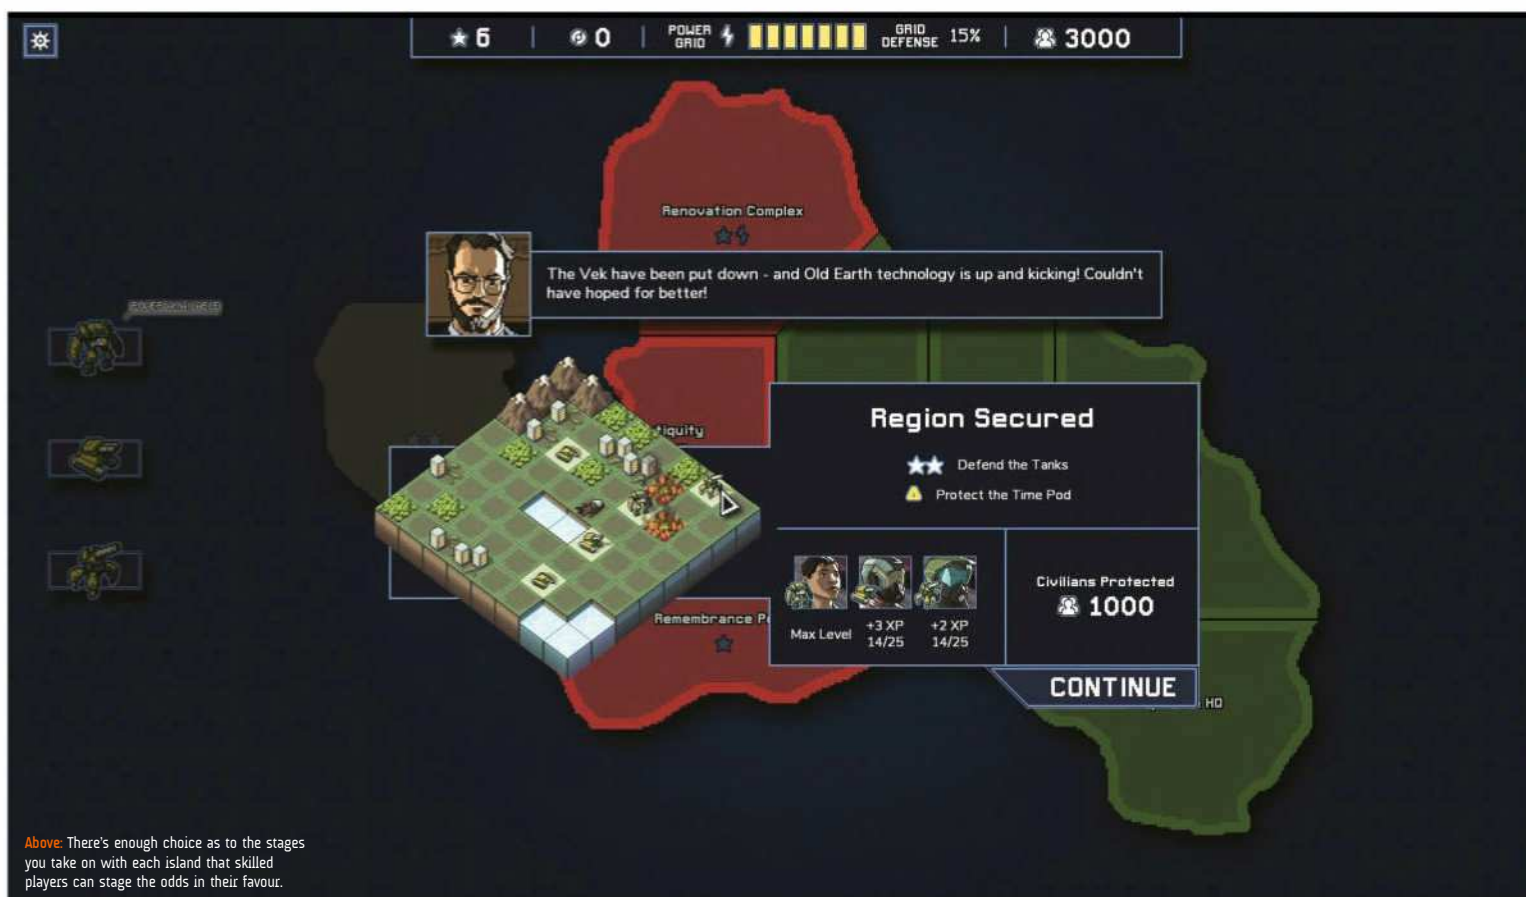 6 0 POWER GRID GRID DEFENSE 15% 3000
Renovation Complex
The Vek have been put down - and Old Earth technology is up and kicking! Couldn't
have hoped for better!
Region Secured
Defend the Tanks
Protect the Time Pod
Max Level
+3 XP
14/25
+2 XP
14/25
Civilians Protected
1000
CONTINUE
HQ
Above: There's enough choice as to the stages
you take on with each island that skilled
players can stage the odds in their favour.